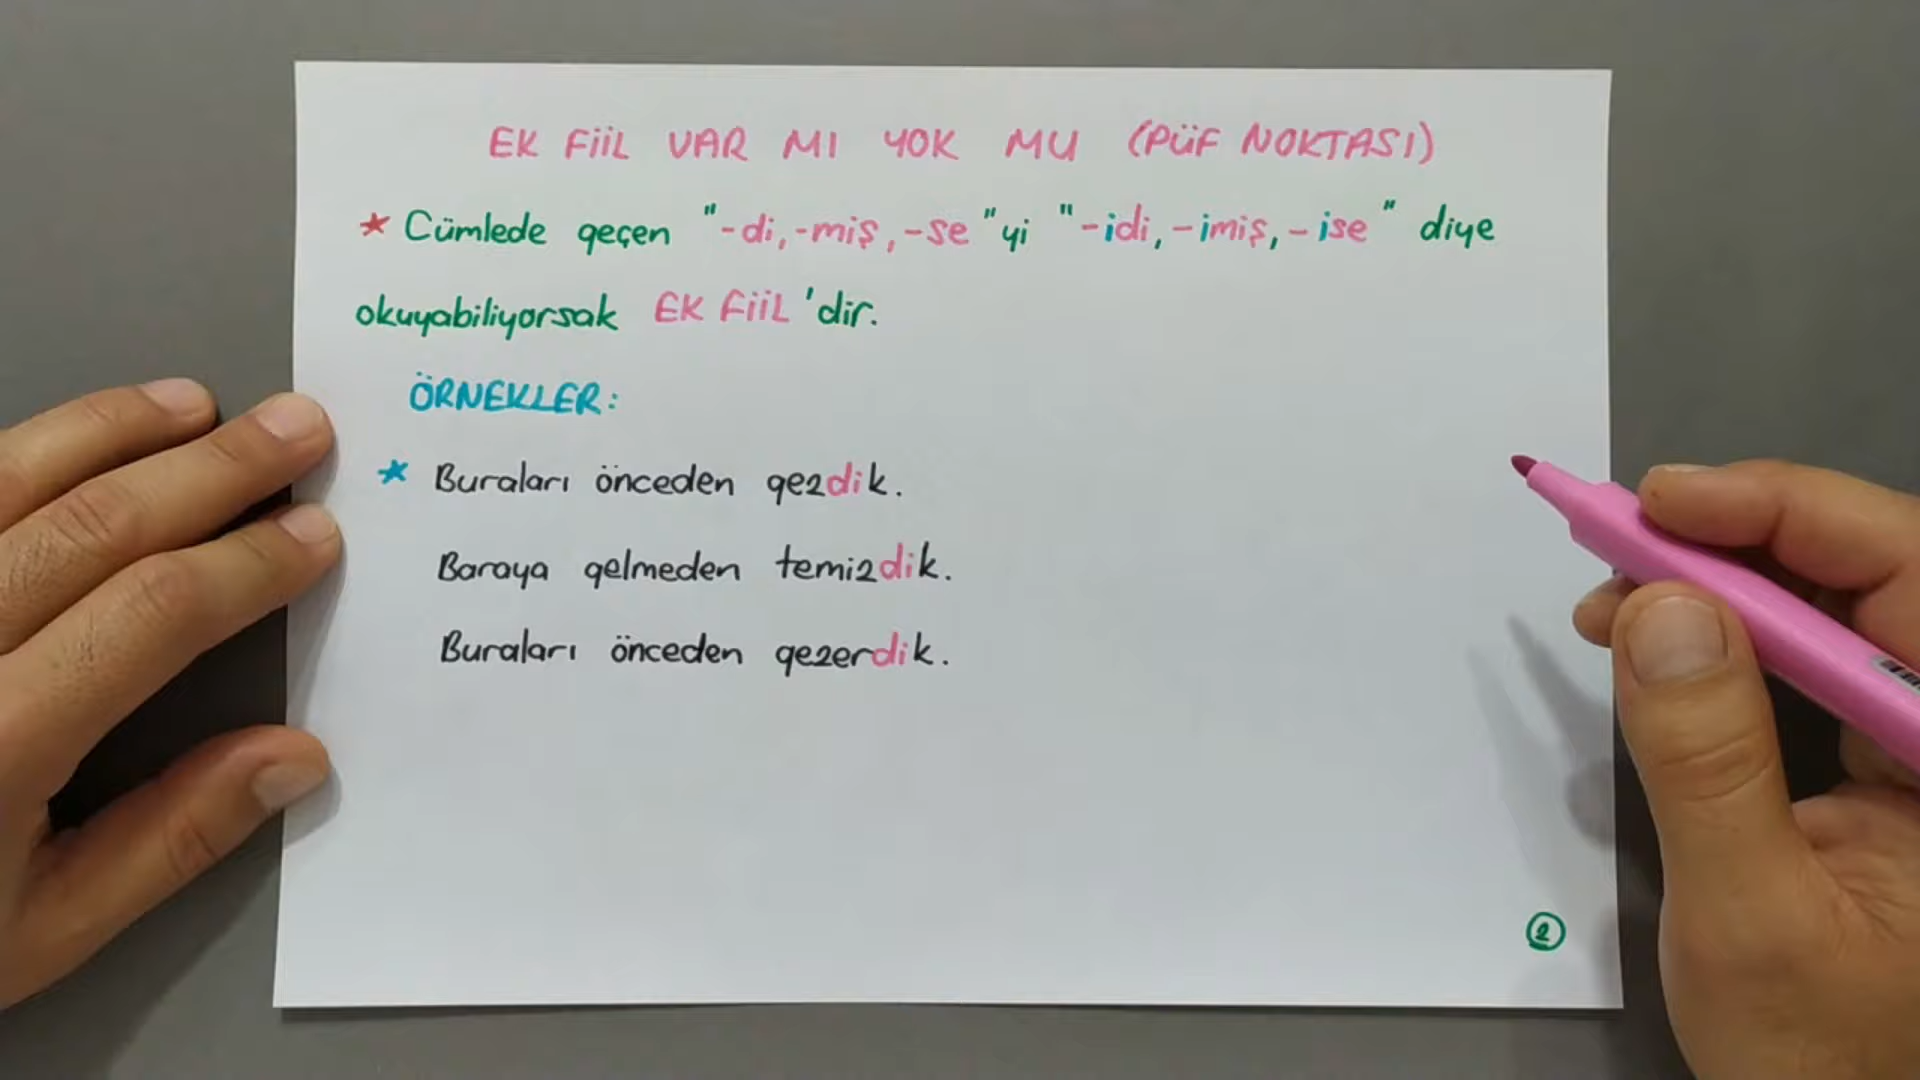 EK FİİL VAR MI YOK MU (PÜF NOKTASI)
* Cümlede geçen "-di, -miş, -se"yi "-idi, -imiş, -ise" diye
okuyabiliyorsak EK FİİL'dir.
ÖRNEKLER:
* Buraları önceden gezdik.
Baraya gelmeden temizdik.
Buraları önceden gezerdik.
2